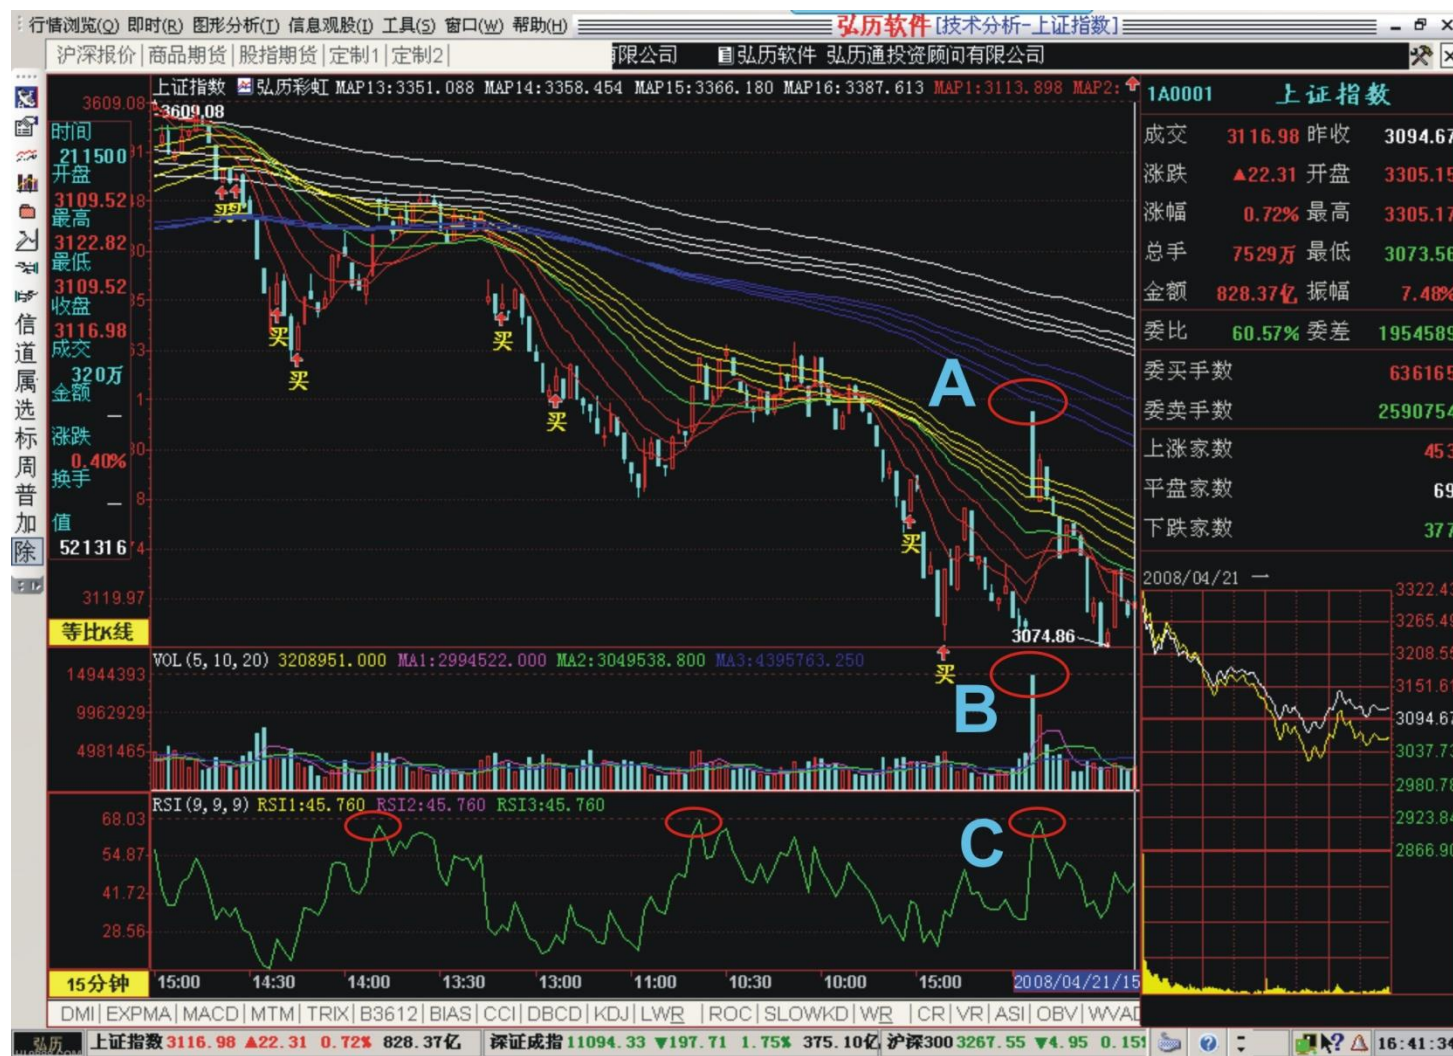 行情浏览(Q) 即时(R) 图形分析(T) 信息观股(I) 工具(S) 窗口(W) 帮助(H) 弘历软件 [技术分析-上证指数]
沪深报价 商品期货 股指期货 定制1 定制2 有限公司 弘历软件 弘历通投资顾问有限公司
上证指数 弘历彩虹 MAP13:3351.088 MAP14:3358.454 MAP15:3366.180 MAP16:3387.613 MAP1:3113.898 MAP2:
3609.08
3609.08
时间
211500
开盘
3109.52
最高
3122.82
最低
3109.52
收盘
3116.98
成交
320万
金额
—
涨跌
0.40%
换手
—
值
521316
3119.97
等比K线
信
道
属
选
标
周
普
加
除
买买
买
买
买
买
买
买
3074.86
A
VOL(5,10,20) 3208951.000 MA1:2994522.000 MA2:3049538.800 MA3:4395763.250
14944393
9962929
4981465
B
RSI(9,9,9) RSI1:45.760 RSI2:45.760 RSI3:45.760
68.03
54.87
41.72
28.56
C
15分钟 15:00 14:30 14:00 13:30 13:00 11:00 10:30 10:00 15:00 2008/04/21/15
DMI EXPMA MACD MTM TRIX B3612 BIAS CCI DBCD KDJ LWR ROC SLOWKD WR CR VR ASI OBV WVAD
1A0001 上证指数
成交 3116.98 昨收 3094.67
涨跌 ▲22.31 开盘 3305.15
涨幅 0.72% 最高 3305.17
总手 7529万 最低 3073.56
金额 828.37亿 振幅 7.48%
委比 60.57% 委差 1954589
委买手数 636165
委卖手数 2590754
上涨家数 453
平盘家数 69
下跌家数 377
2008/04/21 一
3322.43
3265.49
3208.55
3151.61
3094.67
3037.73
2980.78
2923.84
2866.90
弘历 上证指数 3116.98 ▲22.31 0.72% 828.37亿 深证成指 11094.33 ▼197.71 1.75% 375.10亿 沪深300 3267.55 ▼4.95 0.15% 16:41:34